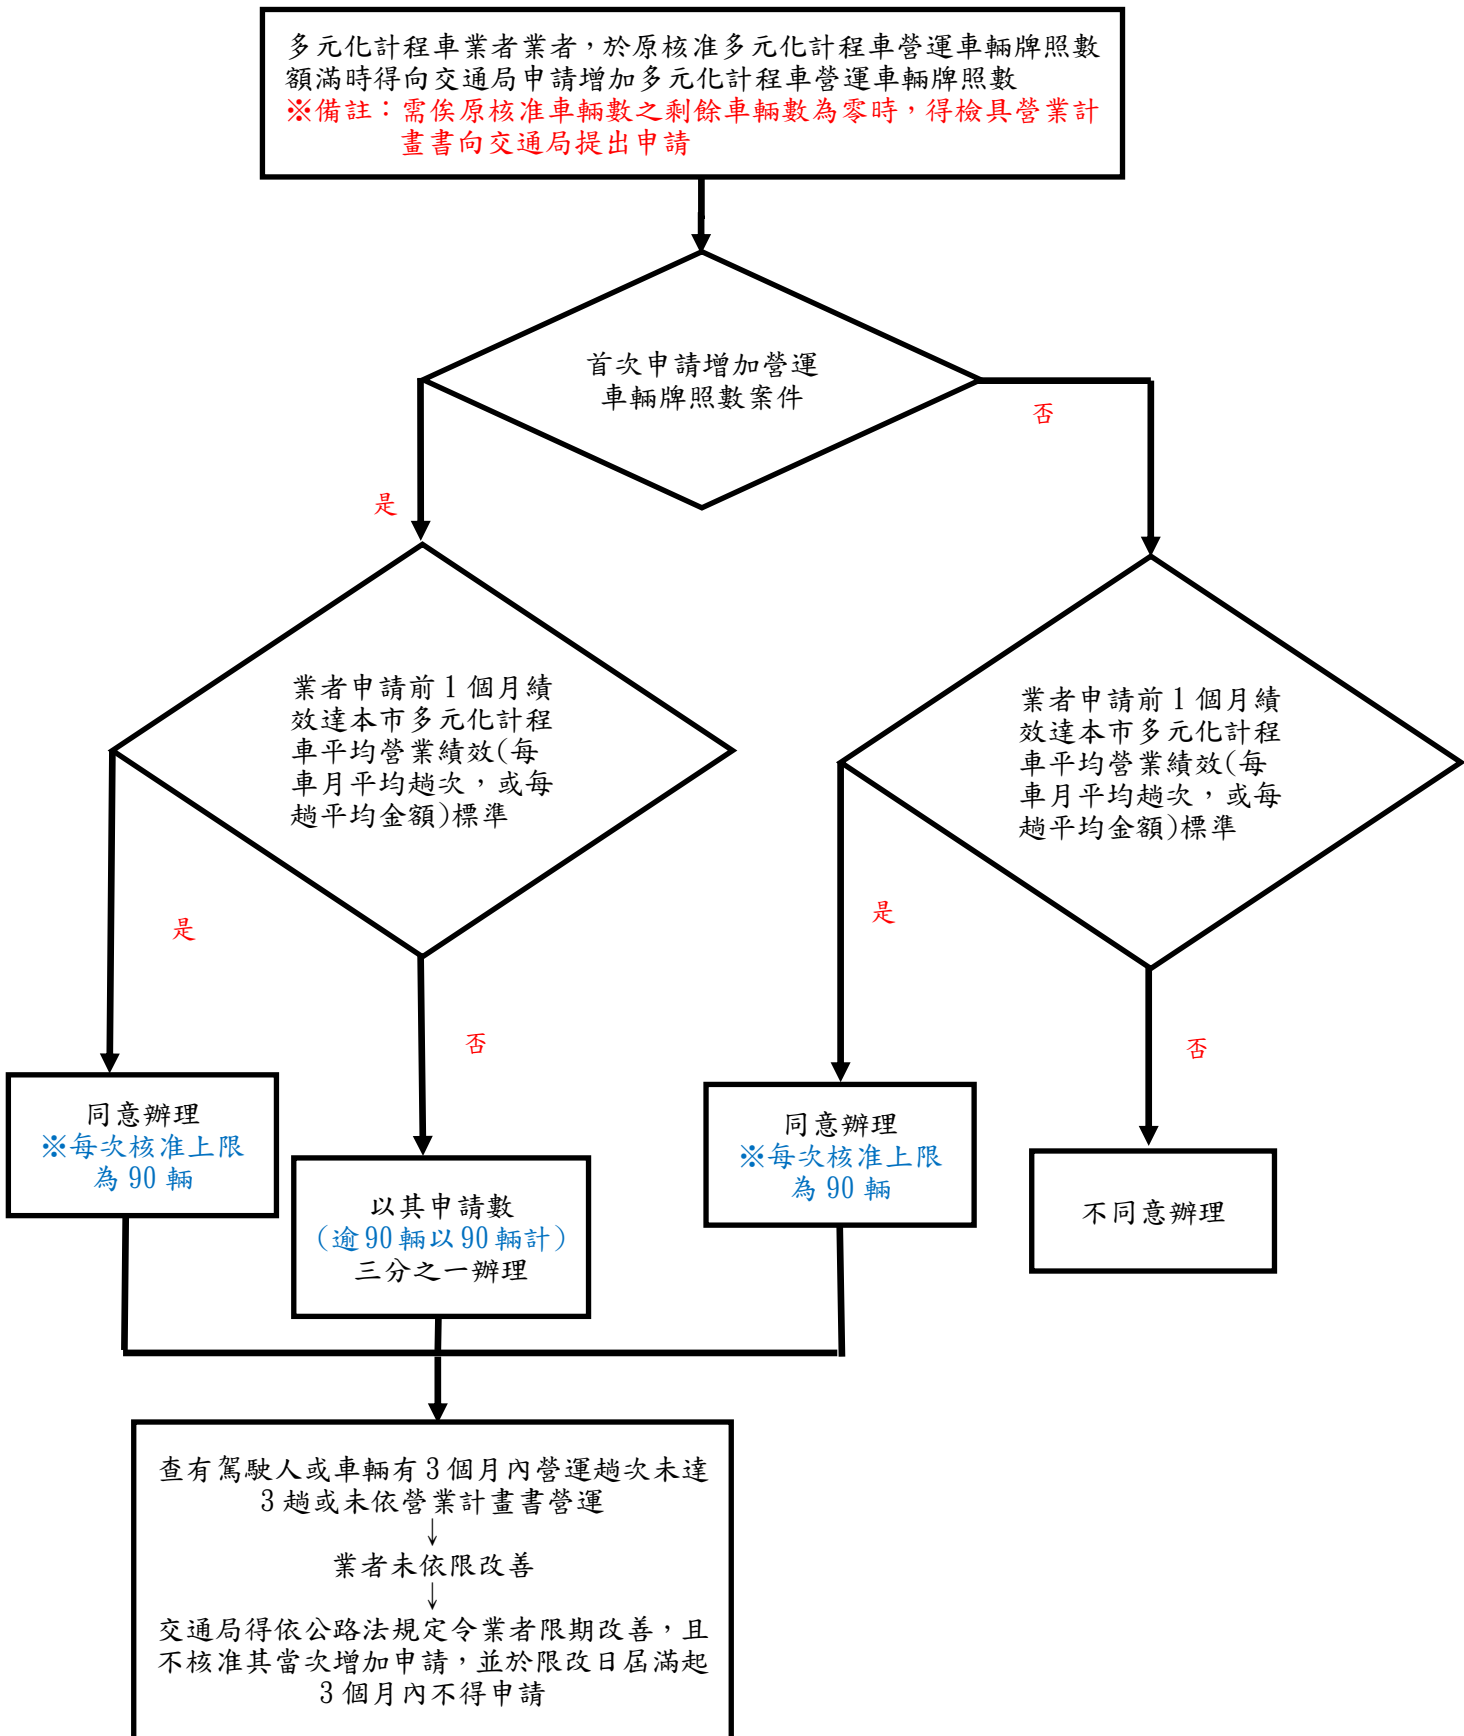 多元化計程車業者業者，於原核准多元化計程車營運車輛牌照數
額滿時得向交通局申請增加多元化計程車營運車輛牌照數
※備註：需俟原核准車輛數之剩餘車輛數為零時，得檢具營業計
畫書向交通局提出申請
首次申請增加營運
車輛牌照數案件
否
是
業者申請前 1 個月績
效達本市多元化計程
車平均營業績效(每
車月平均趟次，或每
趟平均金額)標準
業者申請前 1 個月績
效達本市多元化計程
車平均營業績效(每
車月平均趟次，或每
趟平均金額)標準
是
是
否
否
同意辦理
※每次核准上限
為 90 輛
以其申請數
(逾 90 輛以 90 輛計)
三分之一辦理
同意辦理
※每次核准上限
為 90 輛
不同意辦理
查有駕駛人或車輛有 3 個月內營運趟次未達
3 趟或未依營業計畫書營運
↓
業者未依限改善
↓
交通局得依公路法規定令業者限期改善，且
不核准其當次增加申請，並於限改日屆滿起
3 個月內不得申請